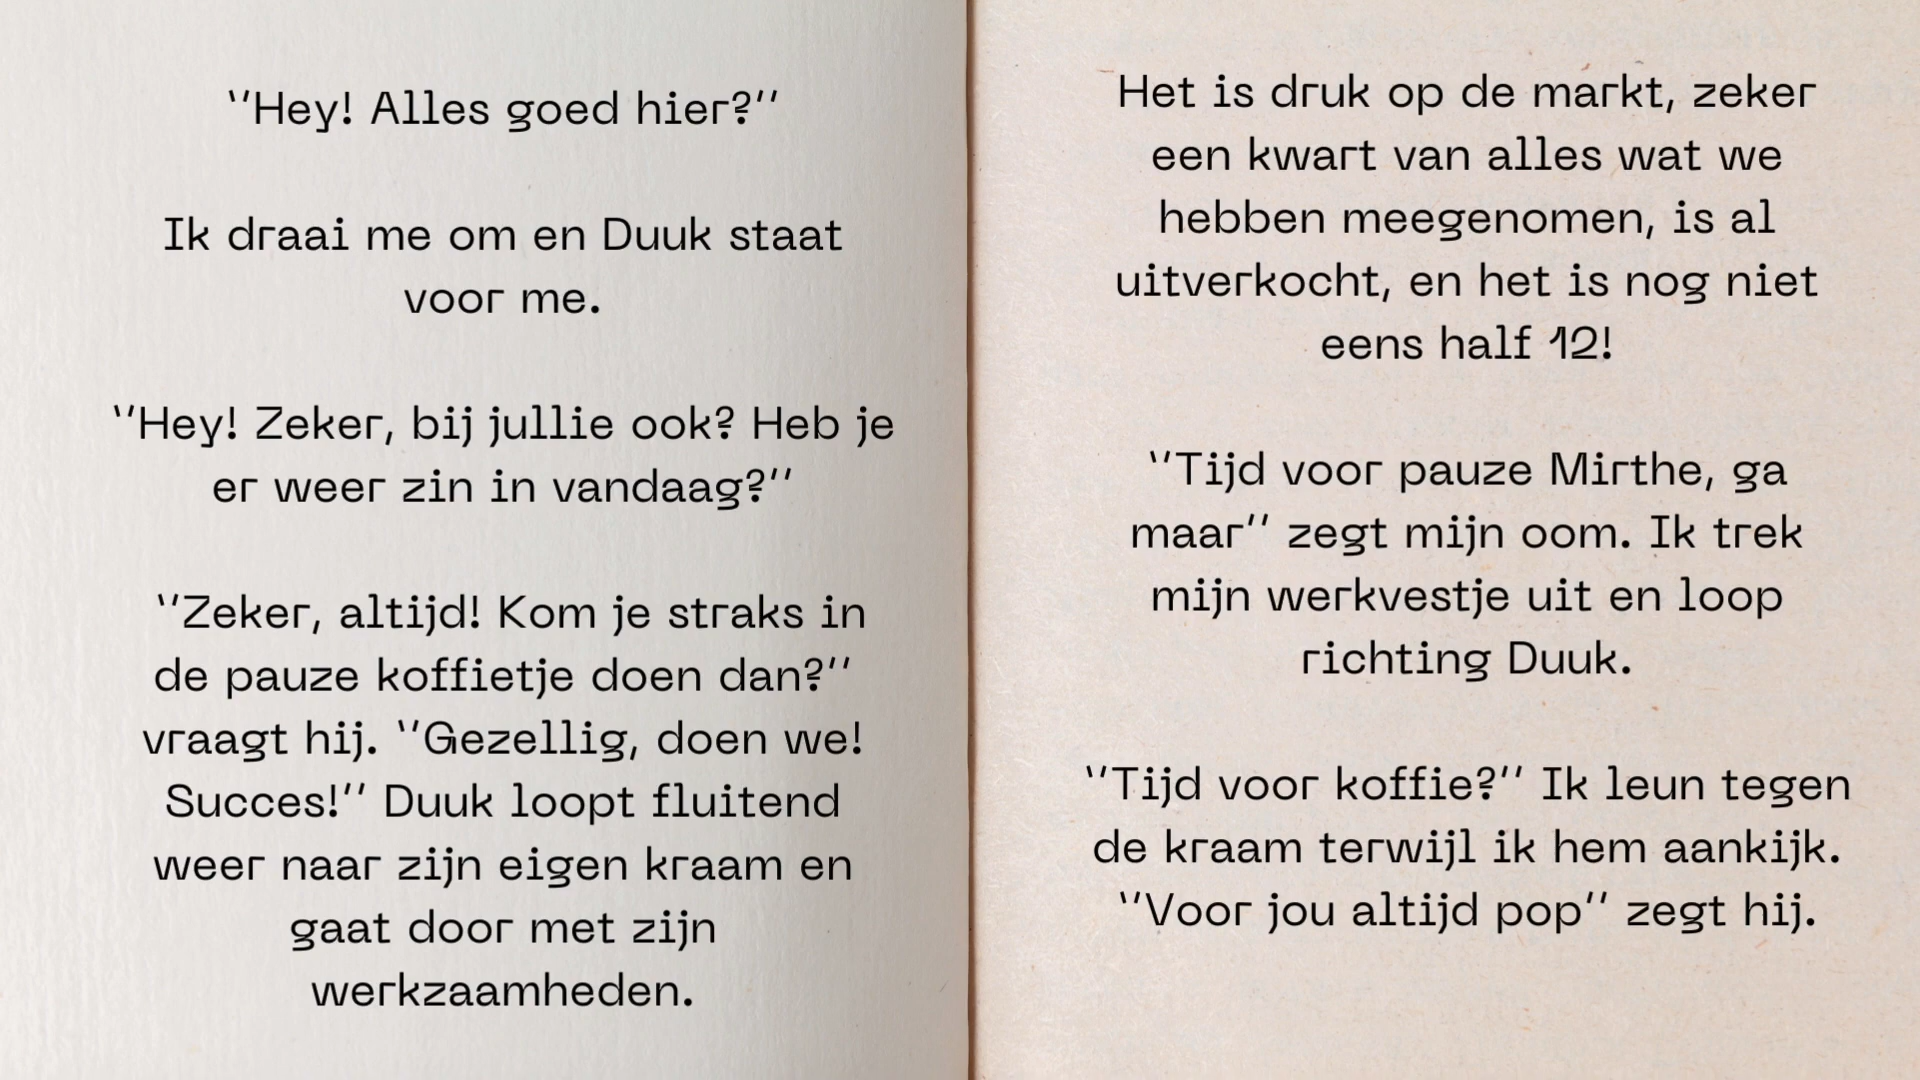 "Hey! Alles goed hier?"
Ik draai me om en Duuk staat
voor me.
"Hey! Zeker, bij jullie ook? Heb je
er weer zin in vandaag?"
"Zeker, altijd! Kom je straks in
de pauze koffietje doen dan?"
vraagt hij. "Gezellig, doen we!
Succes!" Duuk loopt fluitend
weer naar zijn eigen kraam en
gaat door met zijn
werkzaamheden.
Het is druk op de markt, zeker
een kwart van alles wat we
hebben meegenomen, is al
uitverkocht, en het is nog niet
eens half 12!
"Tijd voor pauze Mirthe, ga
maar" zegt mijn oom. Ik trek
mijn werkvestje uit en loop
richting Duuk.
"Tijd voor koffie?" Ik leun tegen
de kraam terwijl ik hem aankijk.
"Voor jou altijd pop" zegt hij.